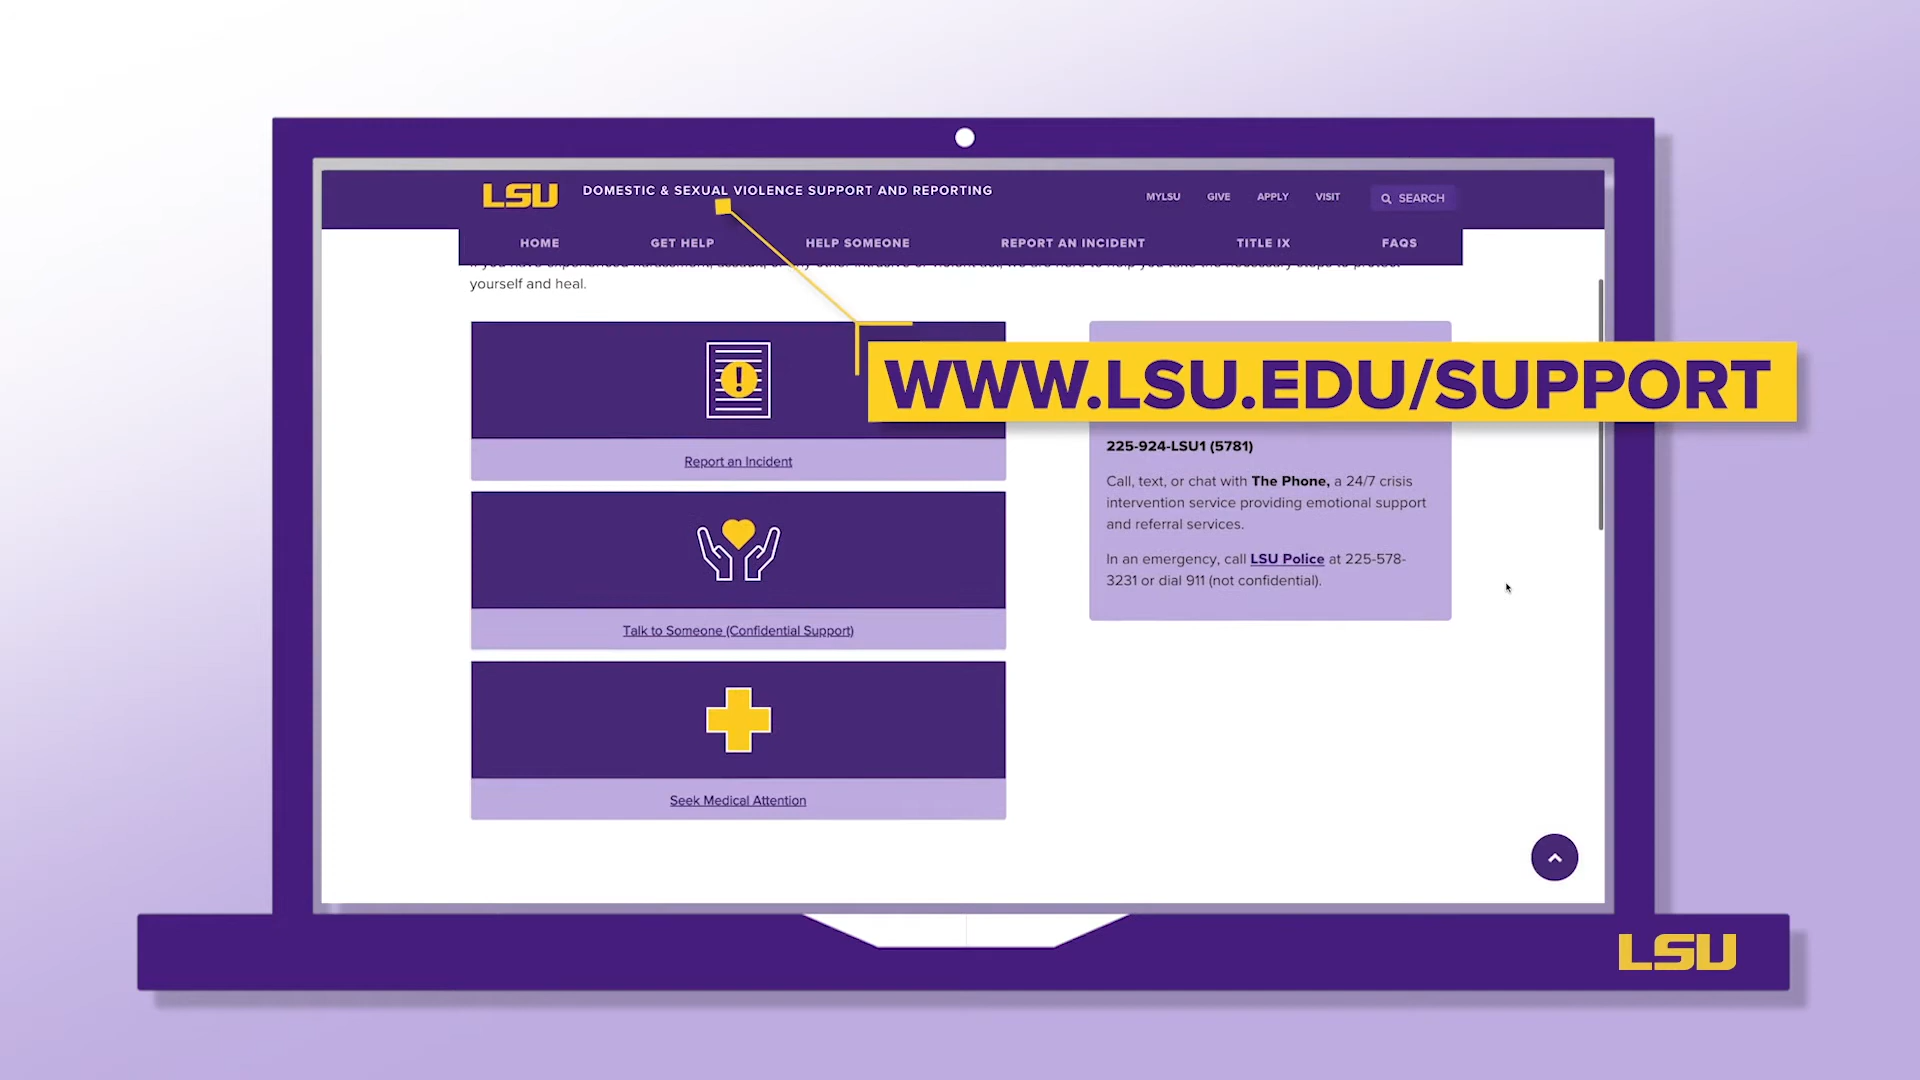 LSU DOMESTIC & SEXUAL VIOLENCE SUPPORT AND REPORTING
MYLSU GIVE APPLY VISIT SEARCH
HOME GET HELP HELP SOMEONE REPORT AN INCIDENT TITLE IX FAQS
yourself and heal.
WWW.LSU.EDU/SUPPORT
Report an Incident
Talk to Someone (Confidential Support)
Seek Medical Attention
225-924-LSU1 (5781)
Call, text, or chat with The Phone, a 24/7 crisis
intervention service providing emotional support
and referral services.
In an emergency, call LSU Police at 225-578-
3231 or dial 911 (not confidential).
LSU